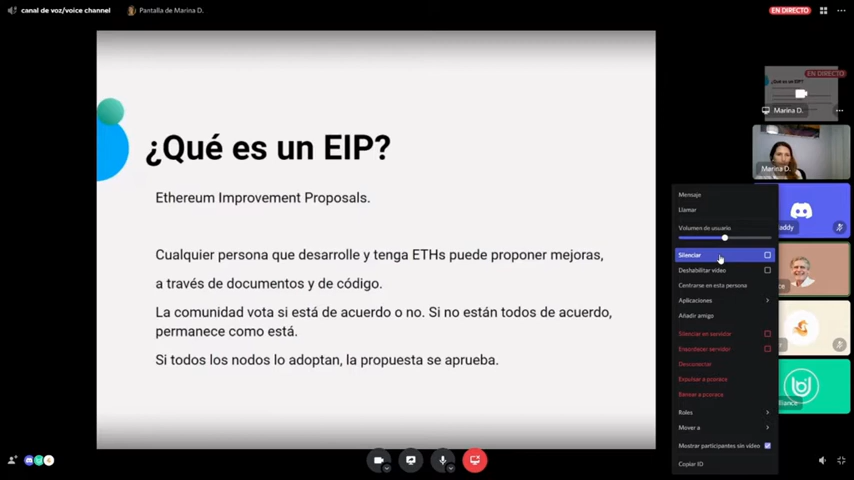 canal de voz/voice channel
Pantalla de Marina D.
EN DIRECTO
¿Qué es un EIP?
Ethereum Improvement Proposals.
Cualquier persona que desarrolle y tenga ETHs puede proponer mejoras,
a través de documentos y de código.
La comunidad vota si está de acuerdo o no. Si no están todos de acuerdo,
permanece como está.
Si todos los nodos lo adoptan, la propuesta se aprueba.
EN DIRECTO
¿Qué es un EIP?
Marina D.
Marina D.
Mensaje
Llamar
Volumen de usuario
Silenciar
Deshabilitar vídeo
Centrarse en esta persona
Aplicaciones
Añadir amigo
Silenciar en servidor
Ensordecer servidor
Desconectar
Expulsar a
Banear a
Roles
Mover a
Mostrar participantes sin vídeo
Copiar ID